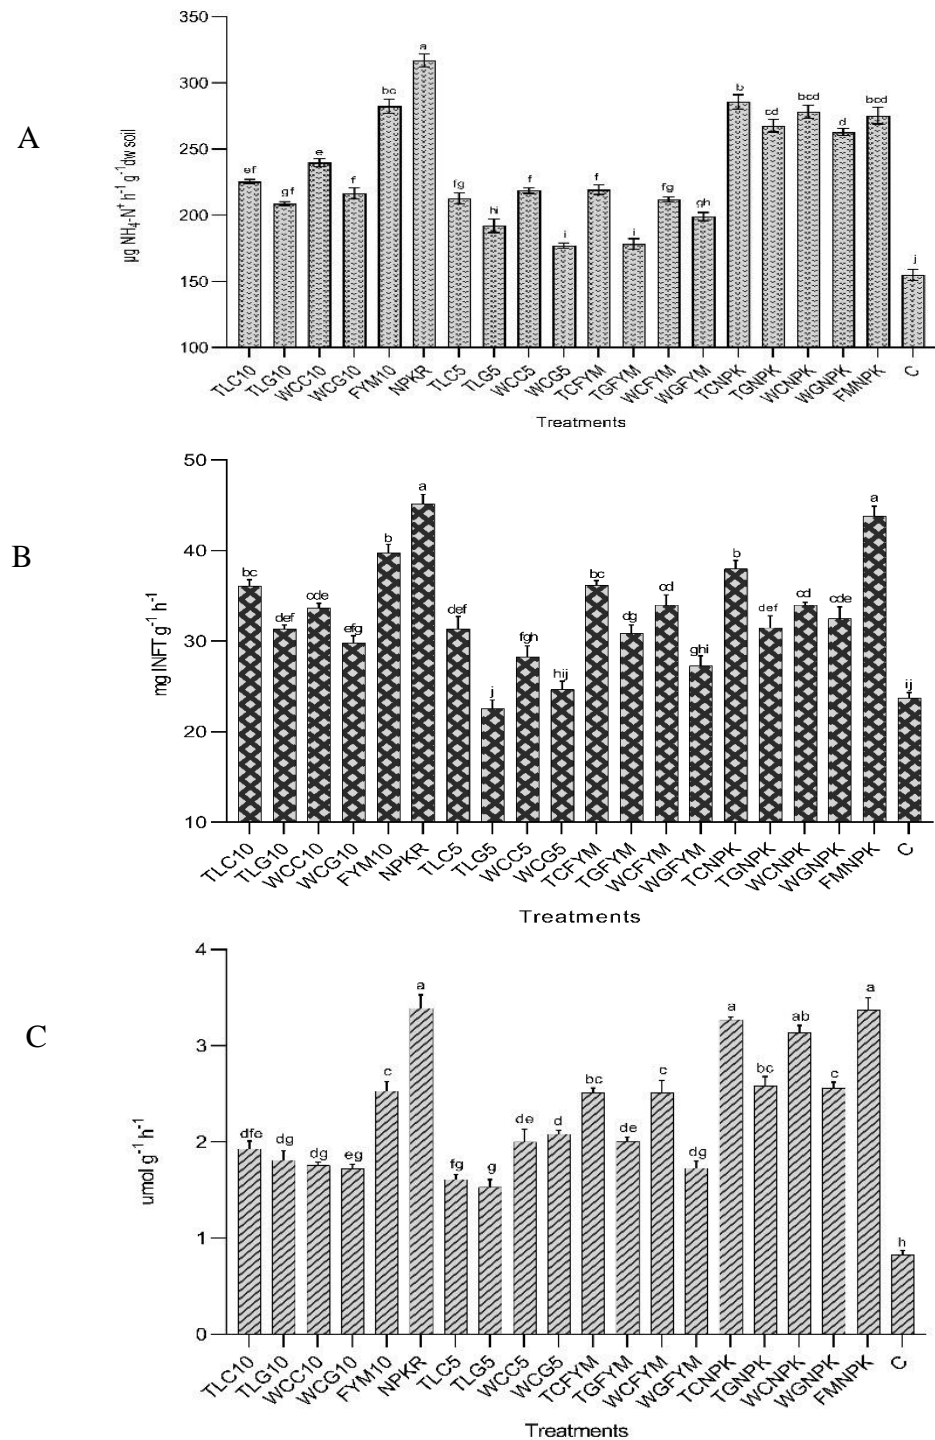 A
µg NH4-N+ h-1 g-1dw soil
350
300
250
200
150
100
ef
gf
e
f
bc
a
fg
hi
f
i
f
i
fg
gh
b
cd
bcd
d
bcd
j
TLC10
TLG10
WCC10
WCG10
FYM10
NPKR
TLC5
TLG5
WCC5
WCG5
TCFYM
TGFYM
WCFYM
WGFYM
TCNPK
TGNPK
WCNPK
WGNPK
FMNPK
C
Treatments
B
mg INFT g-1 h-1
50
40
30
20
10
bc
def
cde
efg
b
a
def
j
fgh
hij
bc
dg
cd
ghi
b
def
cd
cde
a
ij
TLC10
TLG10
WCC10
WCG10
FYM10
NPKR
TLC5
TLG5
WCC5
WCG5
TCFYM
TGFYM
WCFYM
WGFYM
TCNPK
TGNPK
WCNPK
WGNPK
FMNPK
C
Treatments
C
umol g-1 h-1
4
3
2
1
0
dfe
dg
dg
eg
c
a
fg
g
de
d
bc
de
c
dg
a
bc
ab
c
a
h
TLC10
TLG10
WCC10
WCG10
FYM10
NPKR
TLC5
TLG5
WCC5
WCG5
TCFYM
TGFYM
WCFYM
WGFYM
TCNPK
TGNPK
WCNPK
WGNPK
FMNPK
C
Treatments